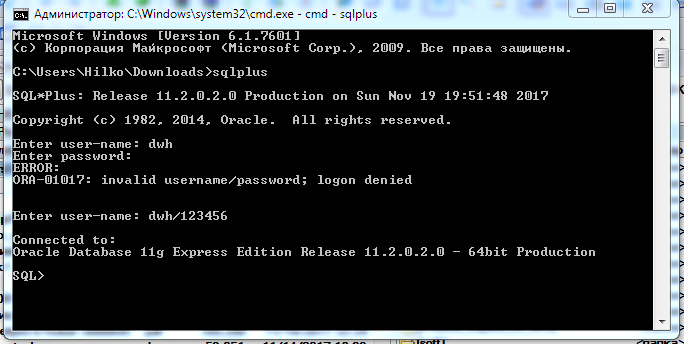 Администратор: C:\Windows\system32\cmd.exe - cmd - sqlplus
Microsoft Windows [Version 6.1.7601]
(c) Корпорация Майкрософт (Microsoft Corp.), 2009. Все права защищены.
C:\Users\Hilko\Downloads>sqlplus
SQL*Plus: Release 11.2.0.2.0 Production on Sun Nov 19 19:51:48 2017
Copyright (c) 1982, 2014, Oracle.  All rights reserved.
Enter user-name: dwh
Enter password:
ERROR:
ORA-01017: invalid username/password; logon denied
Enter user-name: dwh/123456
Connected to:
Oracle Database 11g Express Edition Release 11.2.0.2.0 - 64bit Production
SQL>